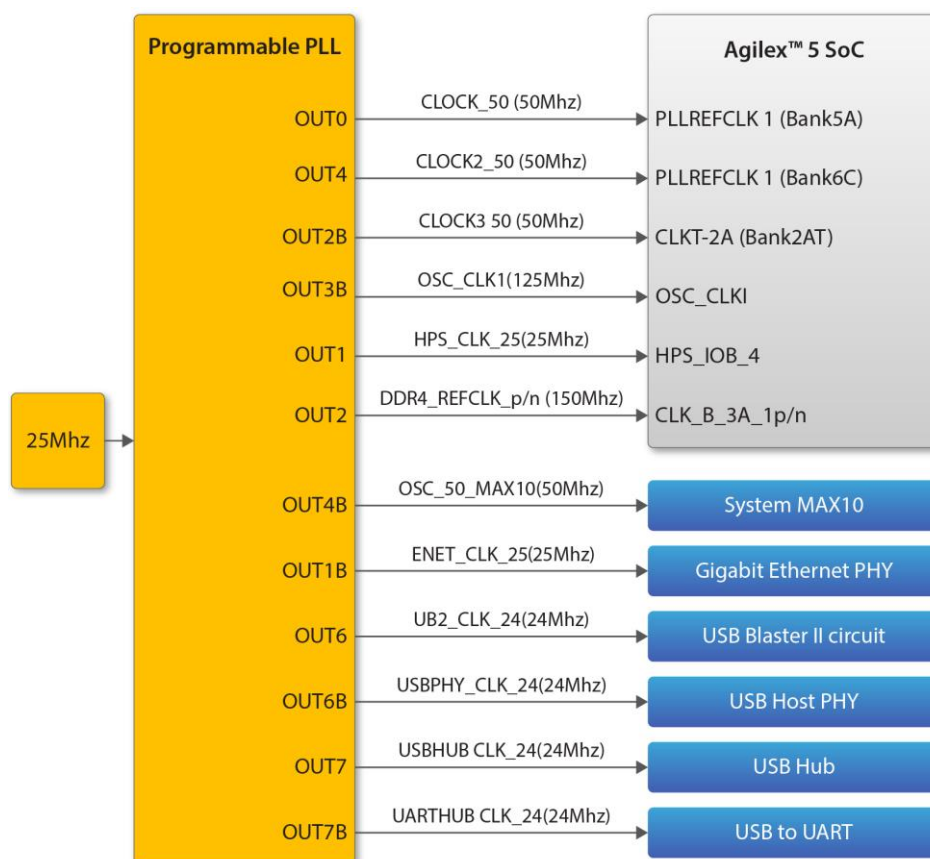 Programmable PLL
Agilex™ 5 SoC
OUT0 CLOCK_50 (50Mhz) PLLREFCLK 1 (Bank5A)
OUT4 CLOCK2_50 (50Mhz) PLLREFCLK 1 (Bank6C)
OUT2B CLOCK3 50 (50Mhz) CLKT-2A (Bank2AT)
OUT3B OSC_CLK1(125Mhz) OSC_CLKI
OUT1 HPS_CLK_25(25Mhz) HPS_IOB_4
OUT2 DDR4_REFCLK_p/n (150Mhz) CLK_B_3A_1p/n
25Mhz
OUT4B OSC_50_MAX10(50Mhz) System MAX10
OUT1B ENET_CLK_25(25Mhz) Gigabit Ethernet PHY
OUT6 UB2_CLK_24(24Mhz) USB Blaster II circuit
OUT6B USBPHY_CLK_24(24Mhz) USB Host PHY
OUT7 USBHUB CLK_24(24Mhz) USB Hub
OUT7B UARTHUB CLK_24(24Mhz) USB to UART